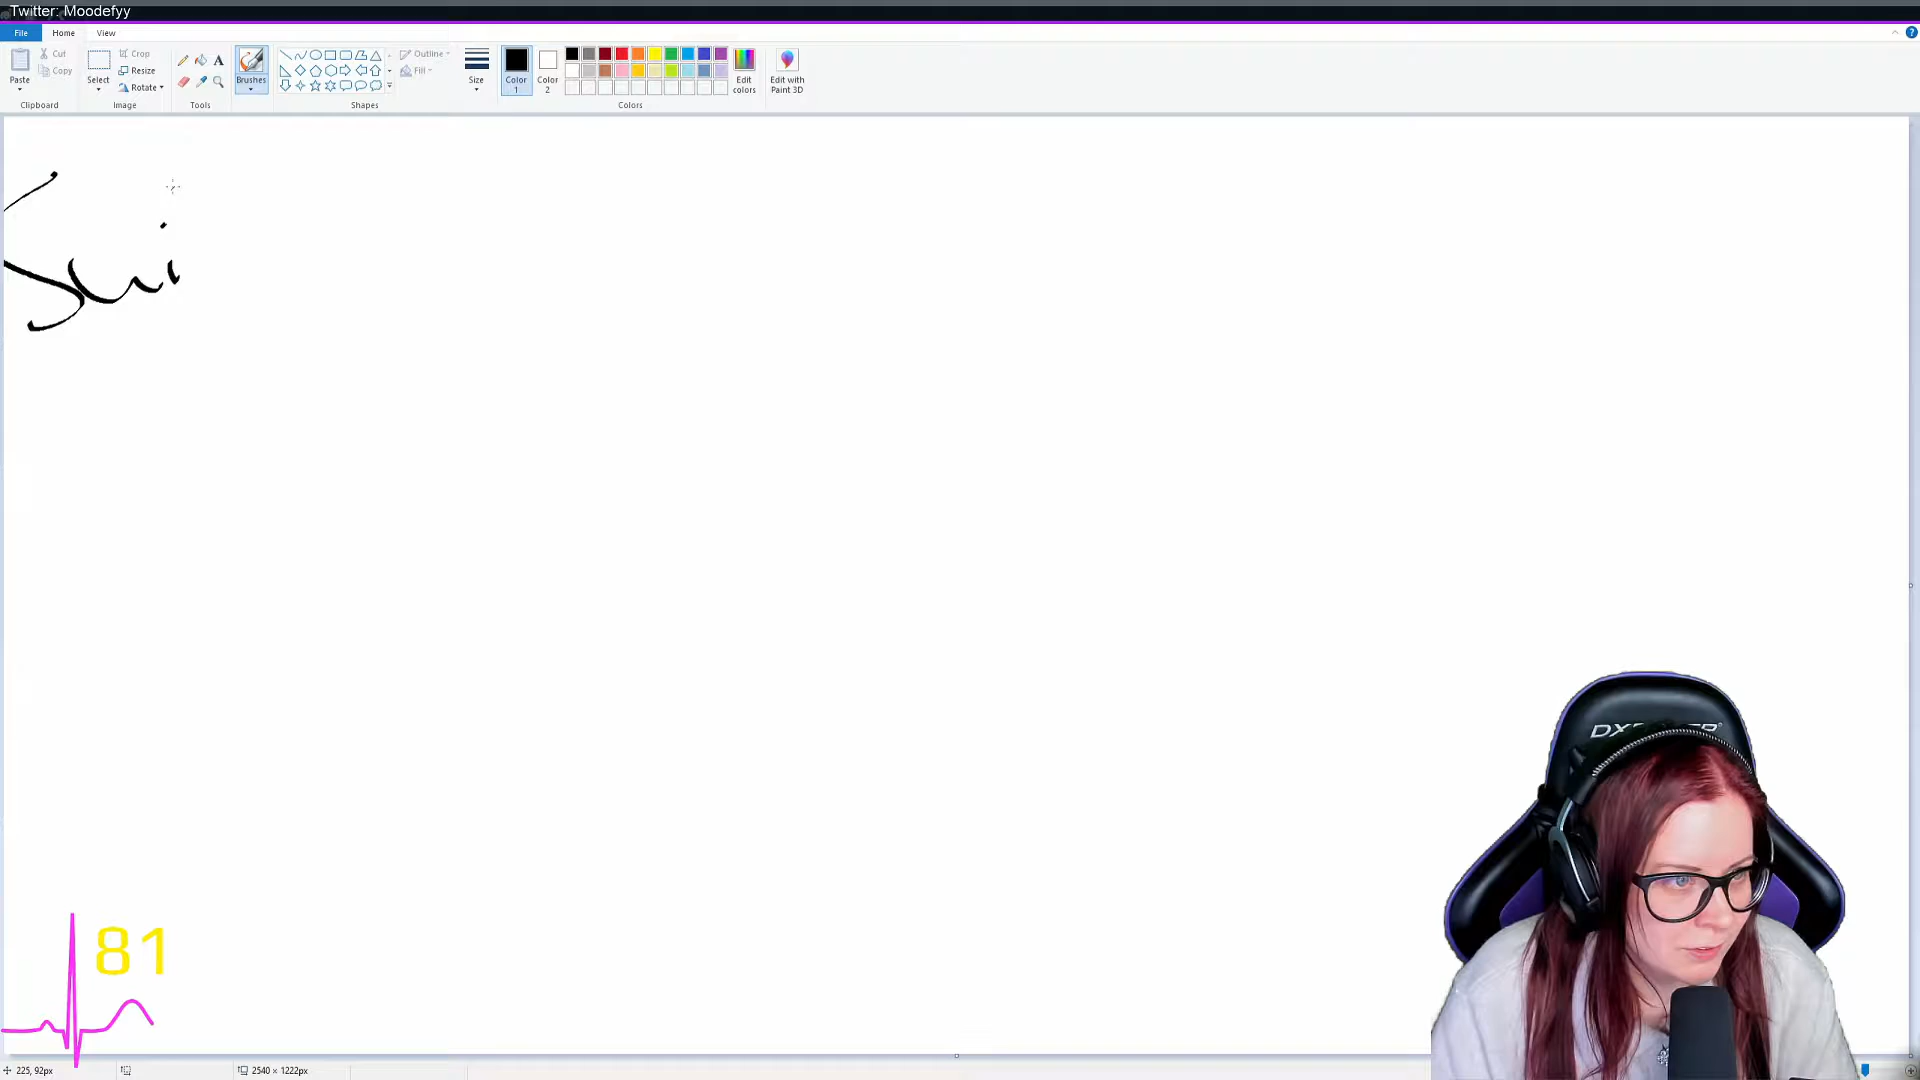 Twitter: Moodefyy
File Home View
Paste
Cut
Copy
Clipboard
Select
Crop
Resize
Rotate
Image
Tools
Brushes
Shapes
Outline
Fill
Size
Color 1
Color 2
Colors
Edit colors
Edit with Paint 3D
81
225, 92px
2540 × 1222px